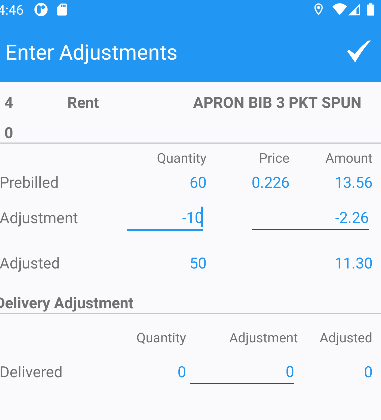 4:46
Enter Adjustments
4 Rent APRON BIB 3 PKT SPUN
0
Quantity Price Amount
Prebilled 60 0.226 13.56
Adjustment -10 -2.26
Adjusted 50 11.30
Delivery Adjustment
Quantity Adjustment Adjusted
Delivered 0 0 0